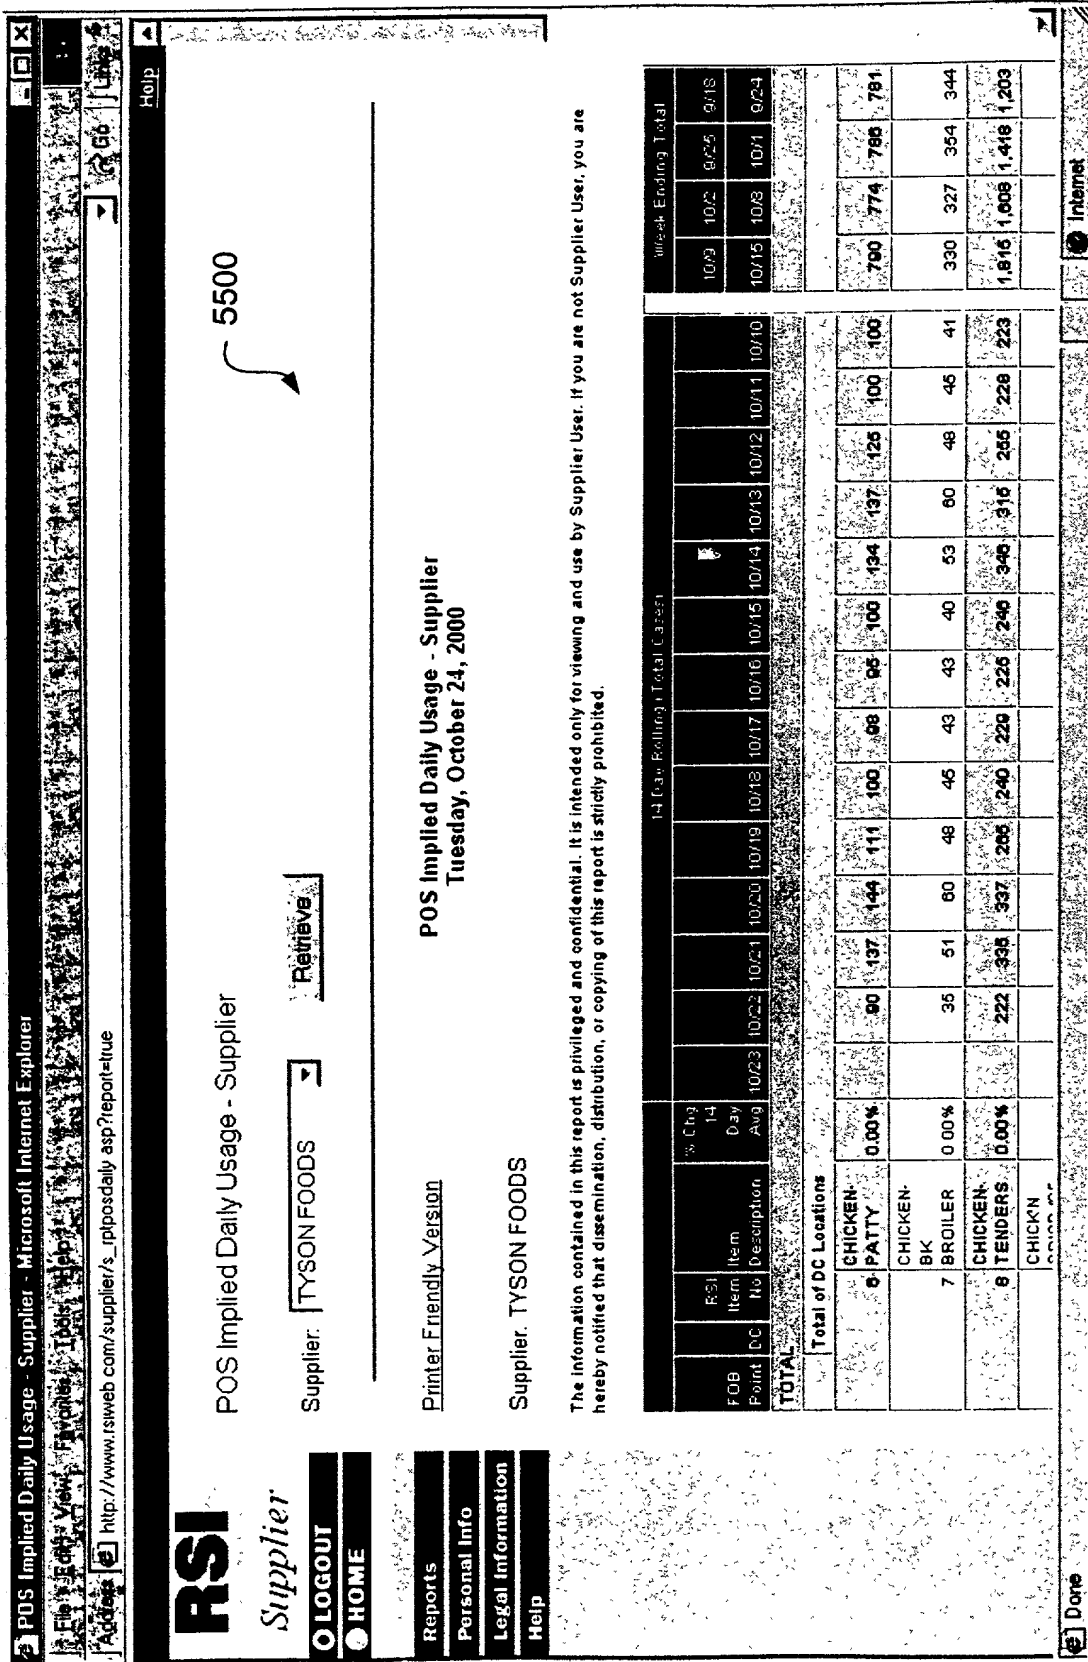 POS Implied Daily Usage - Supplier - Microsoft Internet Explorer
File Edit View Favorites Tools Help
Address http://www.rsiweb com/supplier/s_rptposdaily asp?report=true Go Links
Help
RSI
Supplier
LOGOUT
HOME
Reports
Personal Info
Legal Information
Help
POS Implied Daily Usage - Supplier
5500
Supplier: TYSON FOODS Retrieve
Printer Friendly Version
POS Implied Daily Usage - Supplier
Tuesday, October 24, 2000
Supplier. TYSON FOODS
The information contained in this report is privileged and confidential. It is intended only for viewing and use by Supplier User. If you are not Supplier User, you are
hereby notified that dissemination, distribution, or copying of this report is strictly prohibited.
14 Day Rolling (Total Cases) Week Ending Total
FOB Point DC RSI Item No Item Description % Chg 14 Day Avg 10/23 10/22 10/21 10/20 10/19 10/18 10/17 10/16 10/15 10/14 10/13 10/12 10/11 10/10
10/9 10/2 9/25 9/18
10/15 10/8 10/1 9/24
TOTAL
Total of DC Locations
6 CHICKEN- PATTY 0.00% 90 137 144 111 100 98 95 100 134 137 125 100 100 790 774 786 781
7 CHICKEN- BK BROILER 0 00% 35 51 60 48 45 43 43 40 53 60 48 45 41 330 327 354 344
8 CHICKEN- TENDERS 0.00% 222 335 337 266 240 229 225 246 346 316 255 228 223 1,815 1,608 1,418 1,203
CHICKN
Done Internet